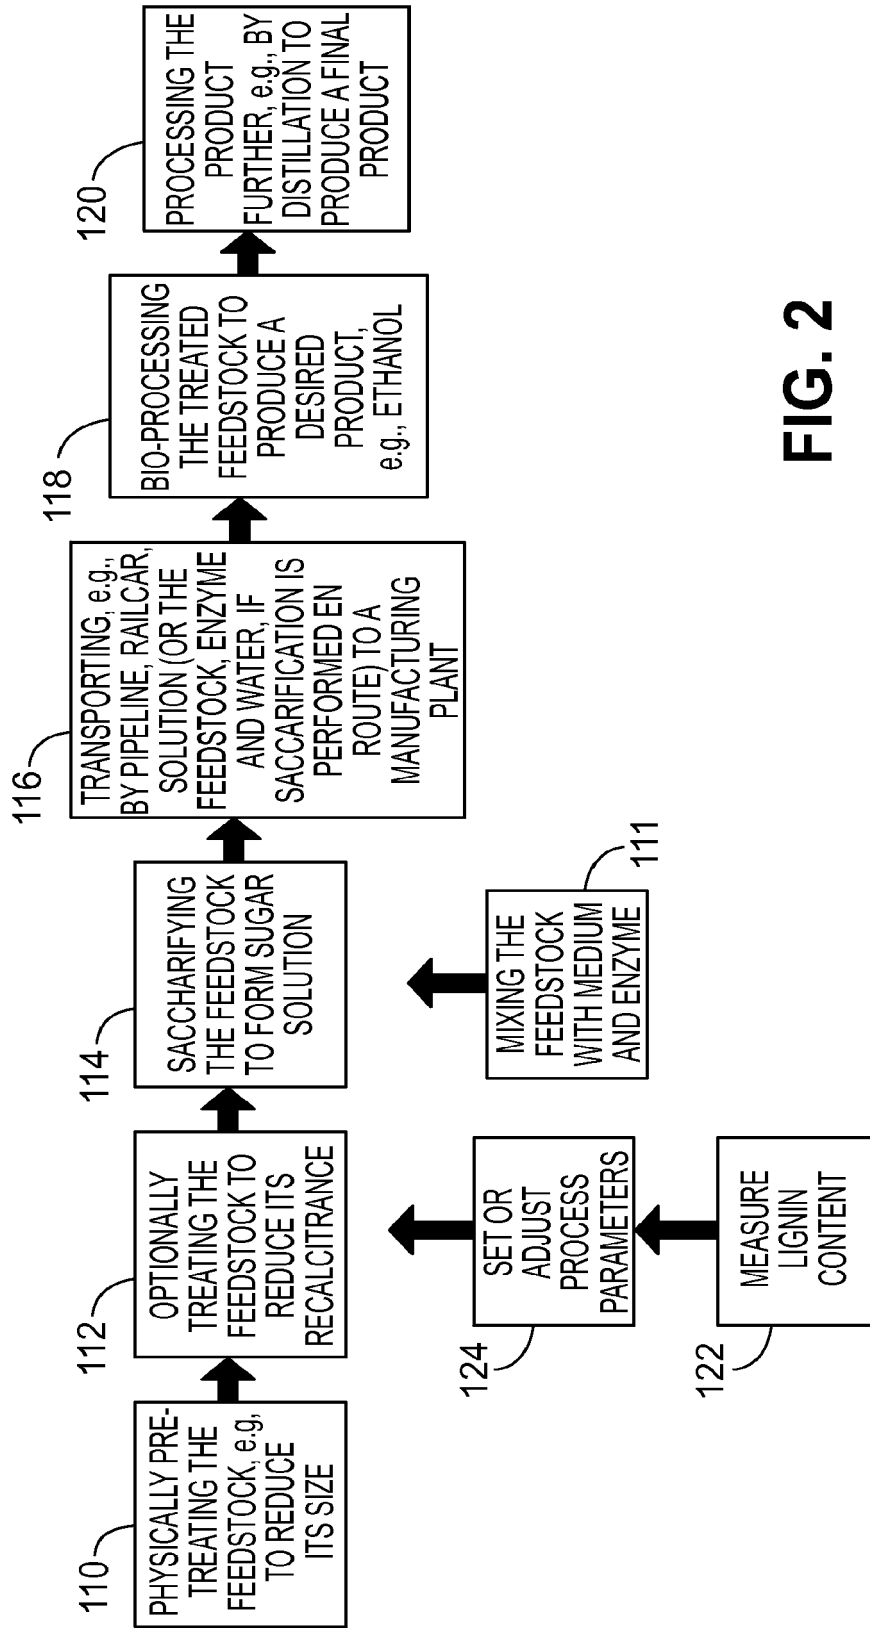 110
PHYSICALLY PRE-
TREATING THE
FEEDSTOCK, e.g,
TO REDUCE
ITS SIZE
112
OPTIONALLY
TREATING THE
FEEDSTOCK TO
REDUCE ITS
RECALCITRANCE
114
SACCHARIFYING
THE FEEDSTOCK
TO FORM SUGAR
SOLUTION
116
TRANSPORTING, e.g.,
BY PIPELINE, RAILCAR,
SOLUTION (OR THE
FEEDSTOCK, ENZYME
AND WATER, IF
SACCARIFICATION IS
PERFORMED EN
ROUTE) TO A
MANUFACTURING
PLANT
118
BIO-PROCESSING
THE TREATED
FEEDSTOCK TO
PRODUCE A
DESIRED
PRODUCT,
e.g., ETHANOL
120
PROCESSING THE
PRODUCT
FURTHER, e.g., BY
DISTILLATION TO
PRODUCE A FINAL
PRODUCT
124
SET OR
ADJUST
PROCESS
PARAMETERS
122
MEASURE
LIGNIN
CONTENT
111
MIXING THE
FEEDSTOCK
WITH MEDIUM
AND ENZYME
FIG. 2